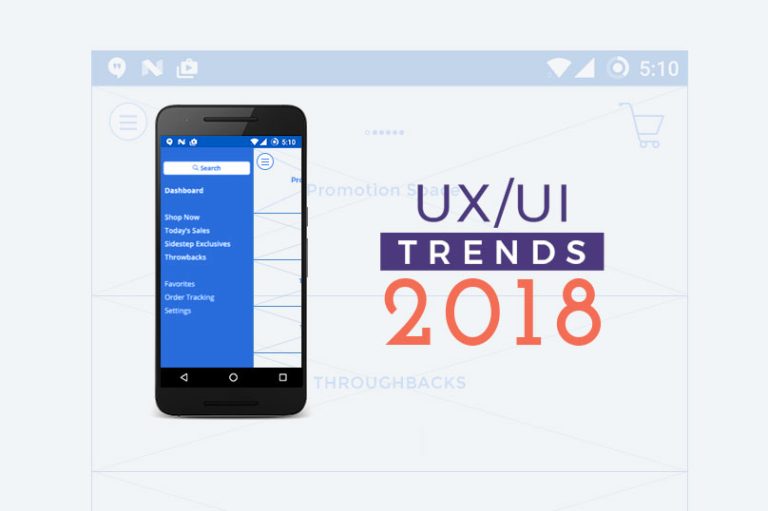 5:10
Promotion Space
UX/UI
TRENDS
2018
THROUGHBACKS
5:10
Search
Pro
Dashboard
Shop Now
Today's Sales
Sidestep Exclusives
Throwbacks
Favorites
Order Tracking
Settings